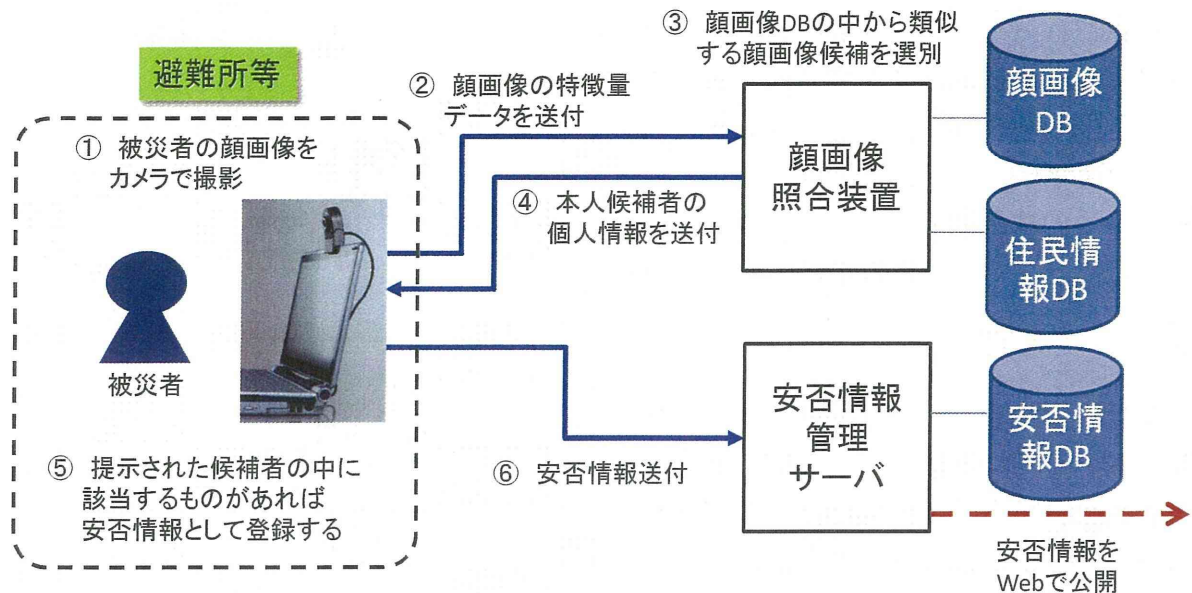 避難所等
① 被災者の顔画像を
カメラで撮影
被災者
② 顔画像の特徴量
データを送付
③ 顔画像DBの中から類似
する顔画像候補を選別
顔画像
照合装置
顔画像
DB
住民情
報DB
④ 本人候補者の
個人情報を送付
⑤ 提示された候補者の中に
該当するものがあれば
安否情報として登録する
⑥ 安否情報送付
安否情報
管理
サーバ
安否情
報DB
安否情報を
Webで公開